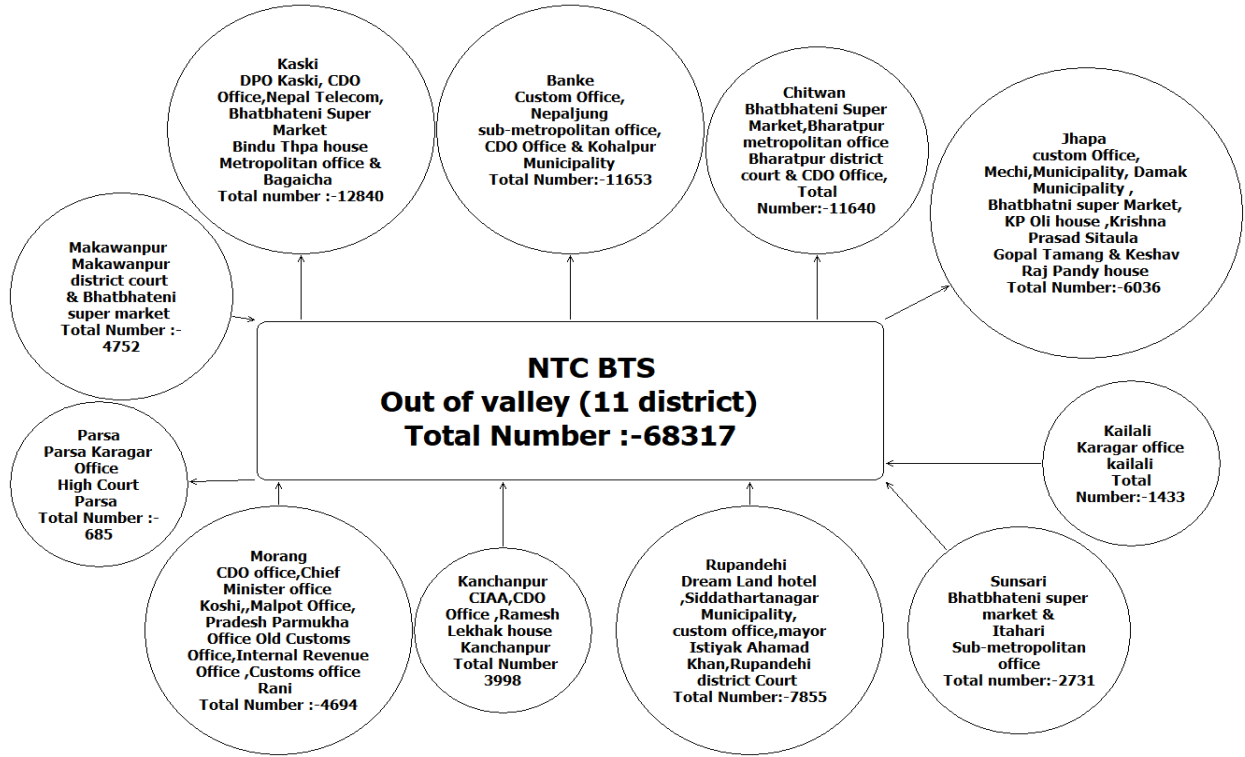 Kaski
DPO Kaski, CDO
Office,Nepal Telecom,
Bhatbhateni Super
Market
Bindu Thpa house
Metropolitan office &
Bagaicha
Total number :-12840
Banke
Custom Office,
Nepaljung
sub-metropolitan office,
CDO Office & Kohalpur
Municipality
Total Number:-11653
Chitwan
Bhatbhateni Super
Market,Bharatpur
metropolitan office
Bharatpur district
court & CDO Office,
Total
Number:-11640
Jhapa
custom Office,
Mechi,Municipality, Damak
Municipality ,
Bhatbhatni super Market,
KP Oli house ,Krishna
Prasad Sitaula
Gopal Tamang & Keshav
Raj Pandy house
Total Number:-6036
Makawanpur
Makawanpur
district court
& Bhatbhateni
super market
Total Number :-
4752
NTC BTS
Out of valley (11 district)
Total Number :-68317
Parsa
Parsa Karagar
Office
High Court
Parsa
Total Number :-
685
Kailali
Karagar office
kailali
Total
Number:-1433
Morang
CDO office,Chief
Minister office
Koshi,,Malpot Office,
Pradesh Parmukha
Office Old Customs
Office,Internal Revenue
Office ,Customs office
Rani
Total Number :-4694
Kanchanpur
CIAA,CDO
Office ,Ramesh
Lekhak house
Kanchanpur
Total Number
3998
Rupandehi
Dream Land hotel
,Siddathartanagar
Municipality,
custom office,mayor
Istiyak Ahamad
Khan,Rupandehi
district Court
Total Number:-7855
Sunsari
Bhatbhateni super
market &
Itahari
Sub-metropolitan
office
Total number:-2731